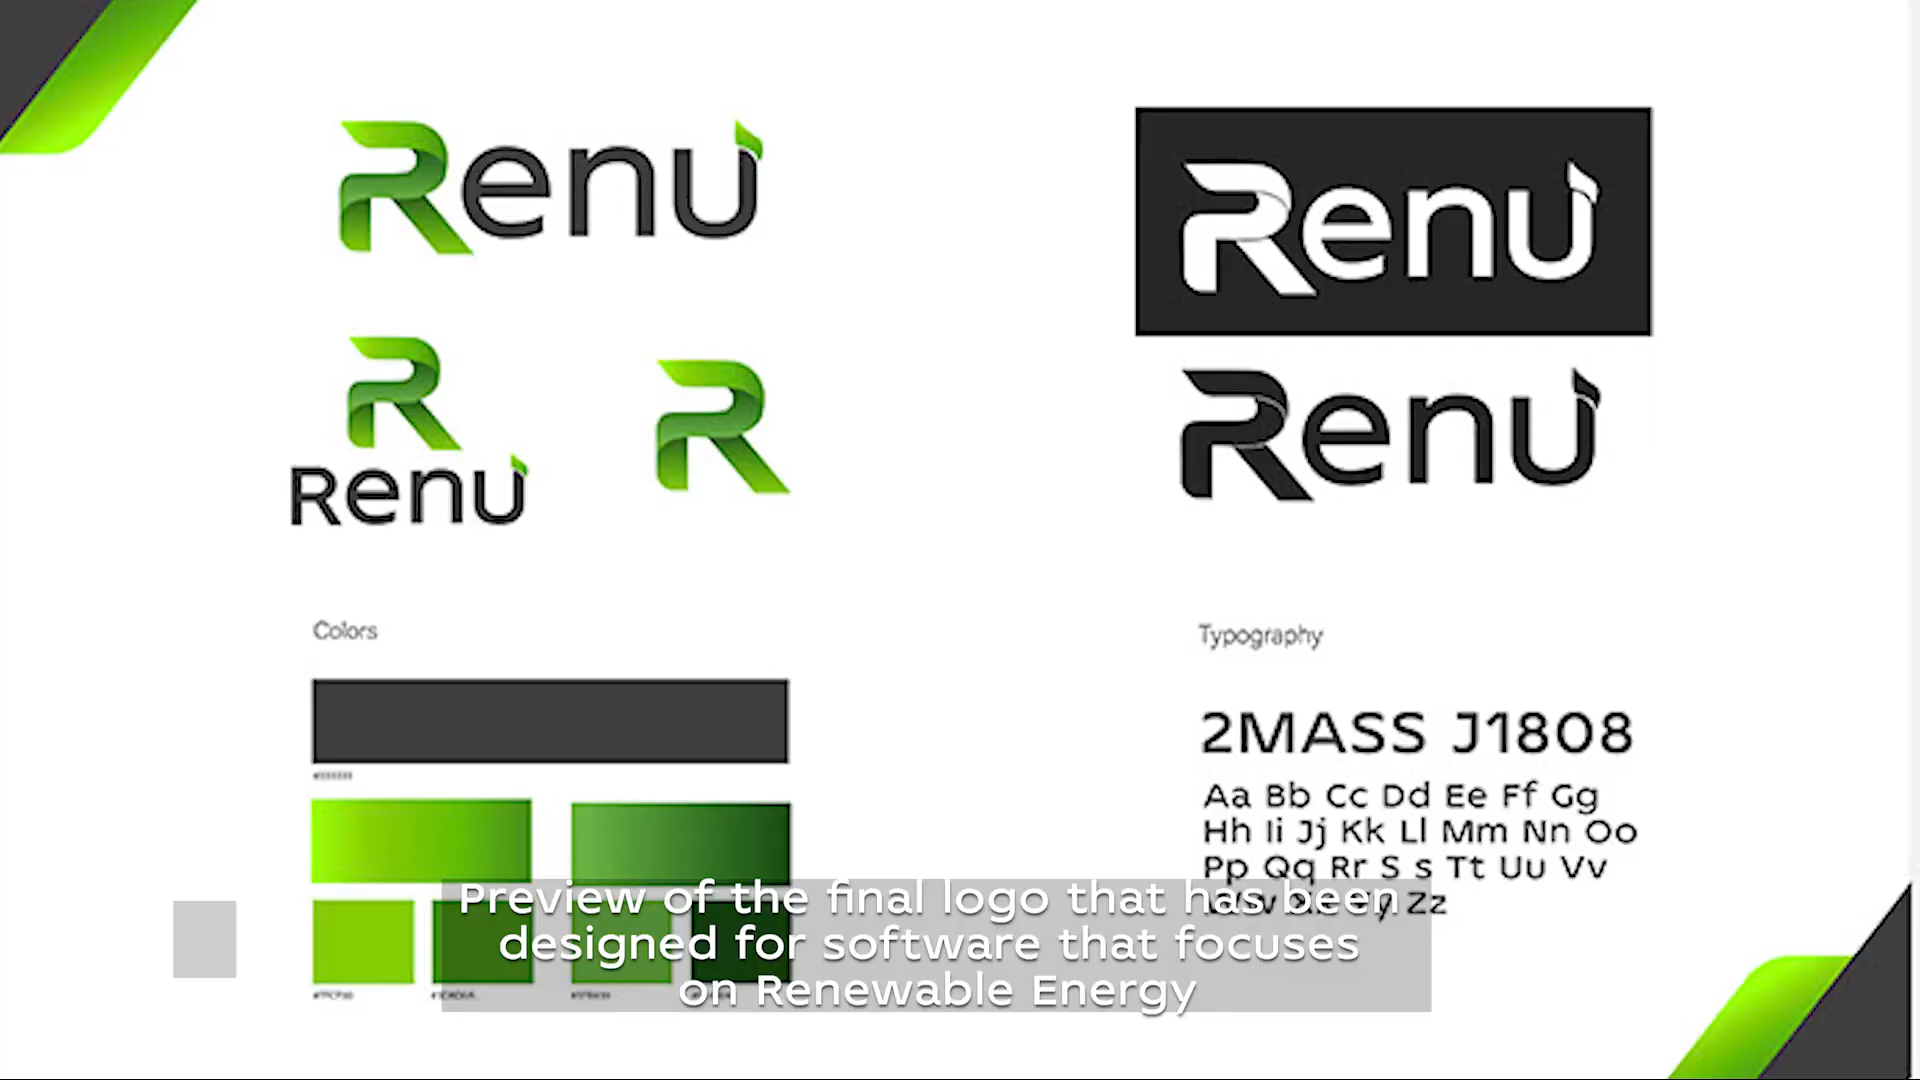 Renu
Renu
Renu
Renu
Colors
Typography
2MASS J1808
Aa Bb Cc Dd Ee Ff Gg
Hh Ii Jj Kk Ll Mm Nn Oo
Pp Qq Rr S s Tt Uu Vv
Zz
Preview of the final logo that has been
designed for software that focuses
on Renewable Energy